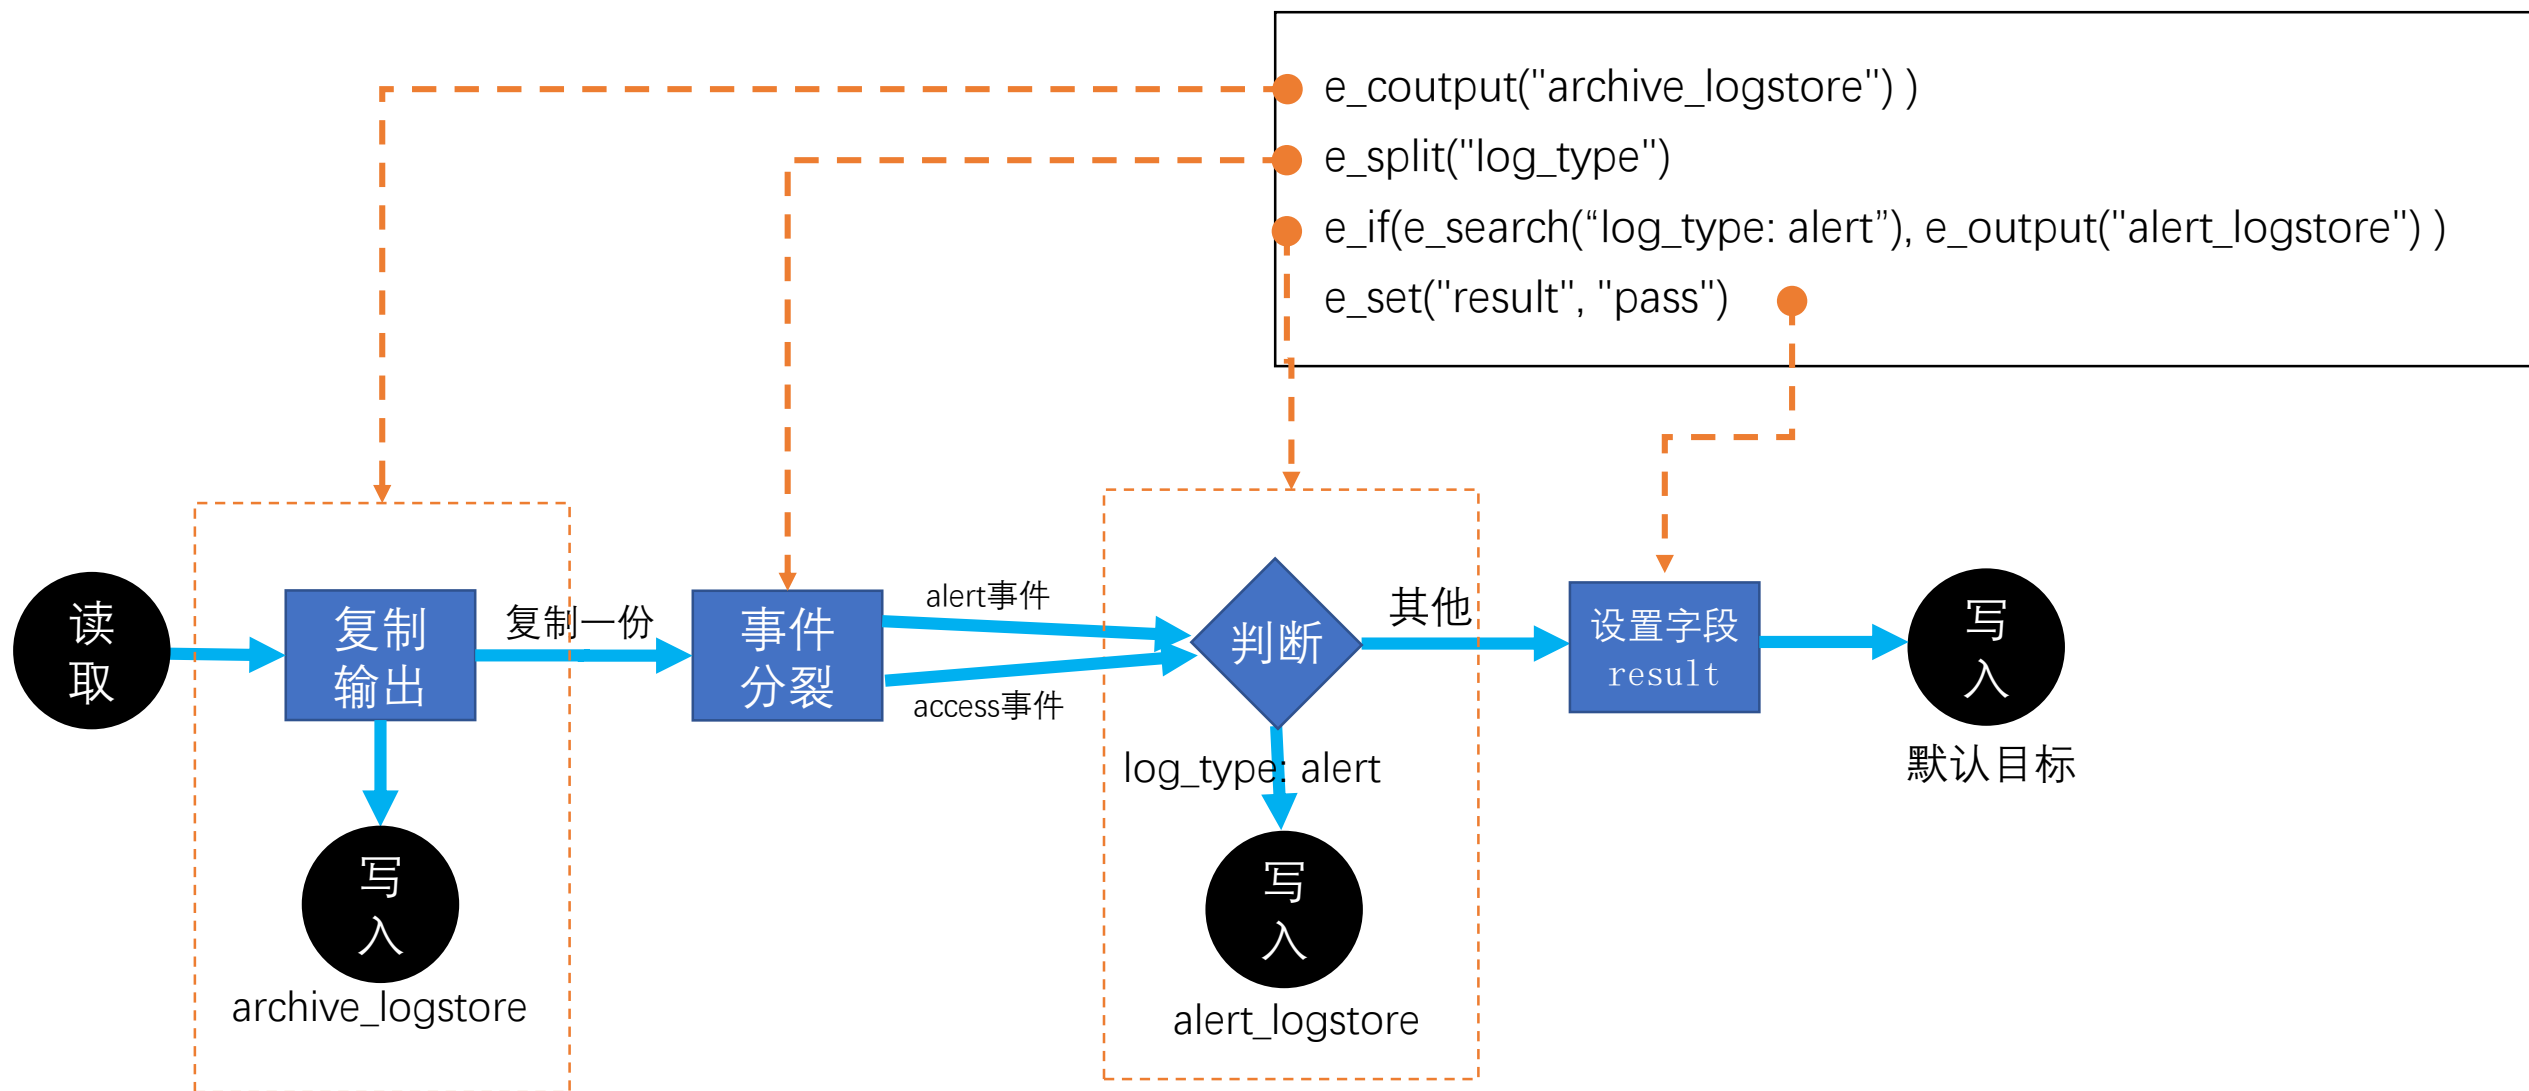 e_coutput("archive_logstore") )
e_split("log_type")
e_if(e_search(“log_type: alert”), e_output("alert_logstore") )
e_set("result", "pass")
读
取
复制
输出
复制一份
事件
分裂
alert事件
access事件
判断
其他
设置字段
result
写
入
默认目标
log_type: alert
写
入
archive_logstore
写
入
alert_logstore